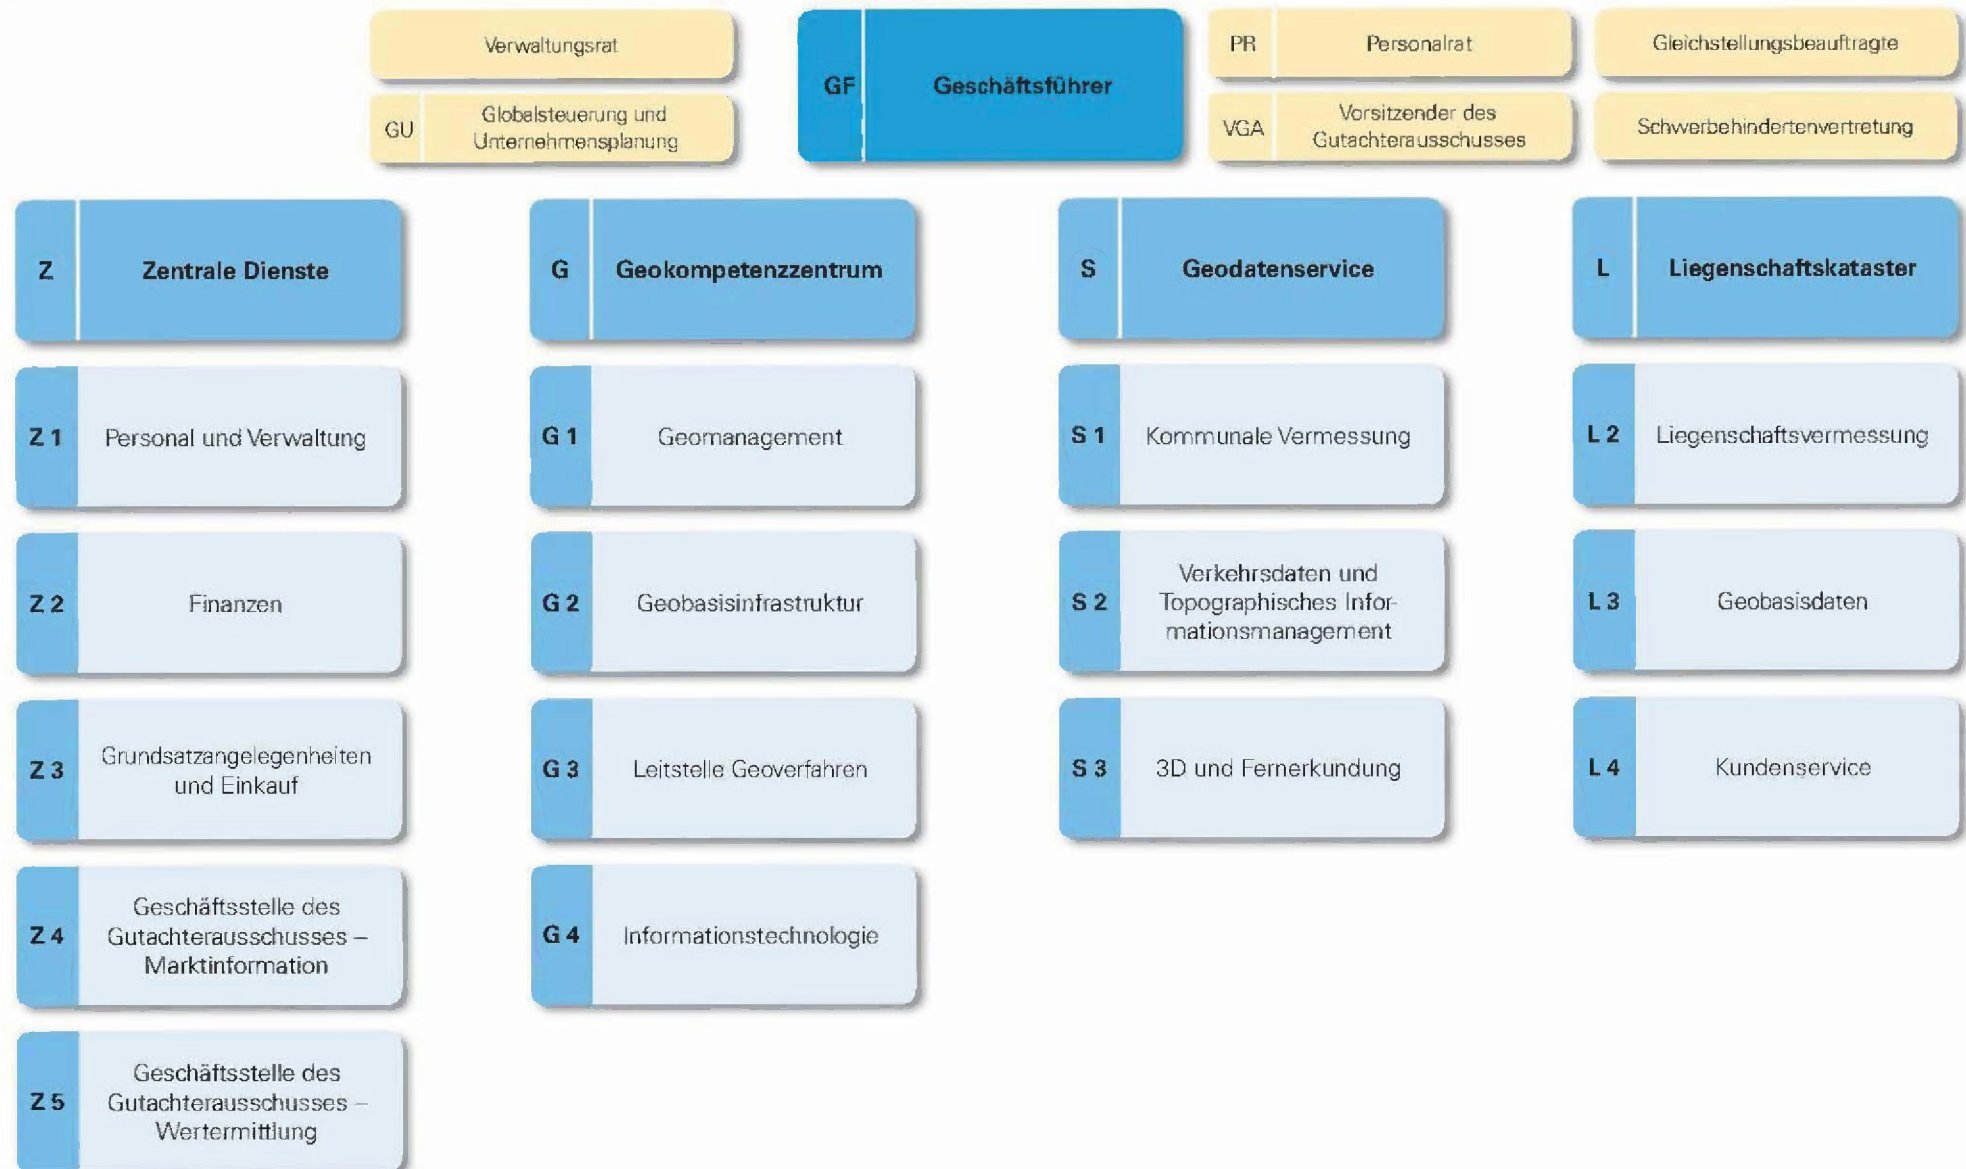 Verwaltungsrat
GU
Globalsteuerung und
Unternehmensplanung
GF
Geschäftsführer
PR
Personalrat
Gleichstellungsbeauftragte
VGA
Vorsitzender des
Gutachterausschusses
Schwerbehindertenvertretung
Z
Zentrale Dienste
Z 1
Personal und Verwaltung
Z 2
Finanzen
Z 3
Grundsatzangelegenheiten
und Einkauf
Z 4
Geschäftsstelle des
Gutachterausschusses –
Marktinformation
Z 5
Geschäftsstelle des
Gutachterausschusses –
Wertermittlung
G
Geokompetenzzentrum
G 1
Geomanagement
G 2
Geobasisinfrastruktur
G 3
Leitstelle Geoverfahren
G 4
Informationstechnologie
S
Geodatenservice
S 1
Kommunale Vermessung
S 2
Verkehrsdaten und
Topographisches Infor-
mationsmanagement
S 3
3D und Fernerkundung
L
Liegenschaftskataster
L 2
Liegenschaftsvermessung
L 3
Geobasisdaten
L 4
Kundenservice